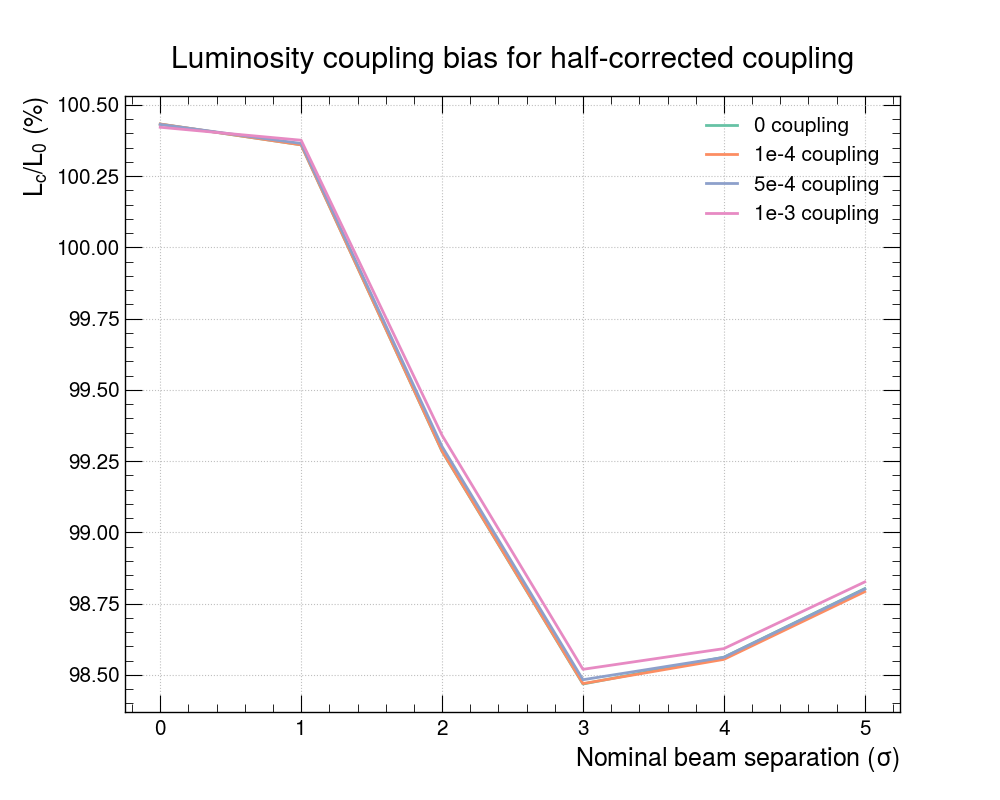 Luminosity coupling bias for half-corrected coupling
L_c/L_0 (%)
100.50
100.25
100.00
99.75
99.50
99.25
99.00
98.75
98.50
0 coupling
1e-4 coupling
5e-4 coupling
1e-3 coupling
0 1 2 3 4 5
Nominal beam separation (σ)